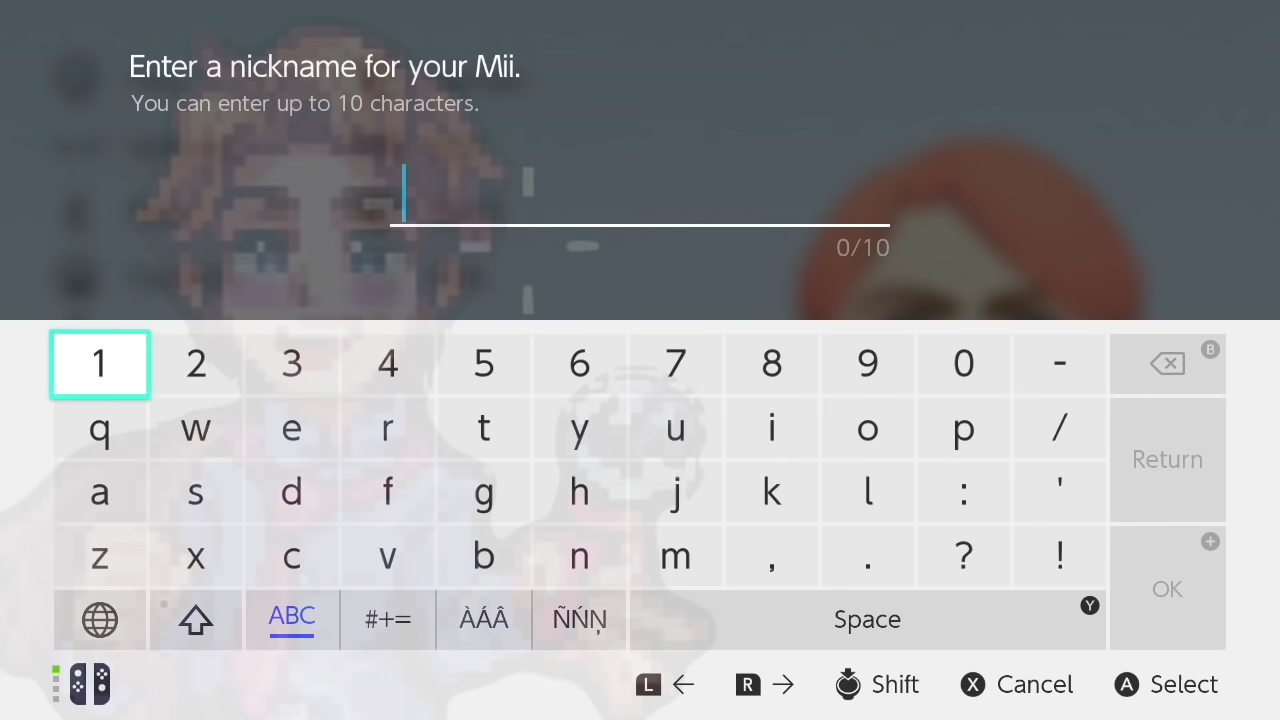 Enter a nickname for your Mii.
You can enter up to 10 characters.
0/10
1 2 3 4 5 6 7 8 9 0 - B
q w e r t y u i o p /
Return
a s d f g h j k l : '
z x c v b n m , . ? ! +
OK
ABC #+= ÀÁÂ ÑŃŅ Space Y
L ← R → Shift X Cancel A Select